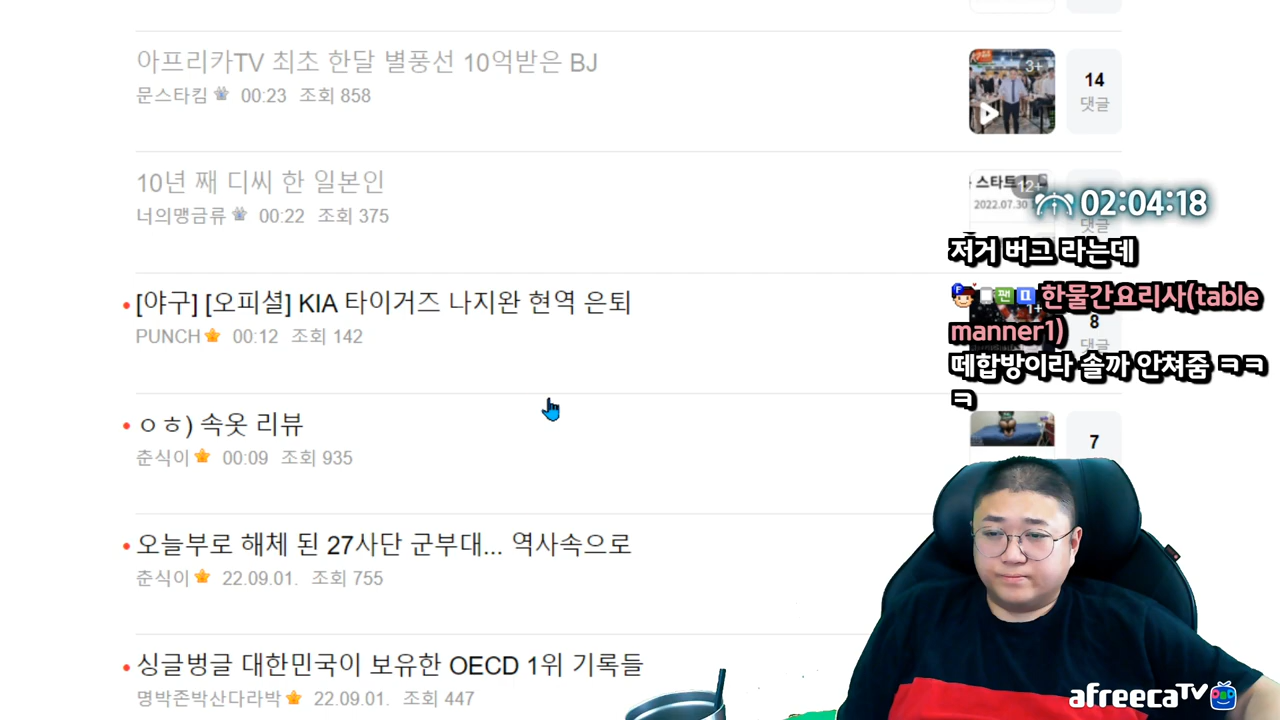 아프리카TV 최초 한달 별풍선 10억받은 BJ
문스타킴 00:23 조회 858
3+
14
댓글
10년 째 디씨 한 일본인
너의맹금류 00:22 조회 375
스타트
12+
2022.07.30
댓글
02:04:18
저거 버그 라는데
[야구] [오피셜] KIA 타이거즈 나지완 현역 은퇴
PUNCH 00:12 조회 142
1+
8
댓글
짼
한물간요리사(table
manner1)
떼합방이라 솔까 안쳐줌 ㅋㅋ
ㅋ
ㅇㅎ) 속옷 리뷰
춘식이 00:09 조회 935
7
오늘부로 해체 된 27사단 군부대... 역사속으로
춘식이 22.09.01. 조회 755
싱글벙글 대한민국이 보유한 OECD 1위 기록들
명박존박산다라박 22.09.01. 조회 447
afreecaTV